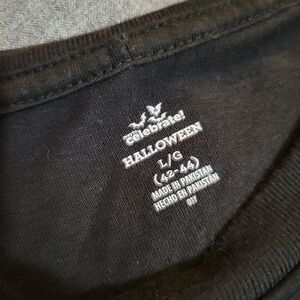 celebrate!
HALLOWEEN
L/G
(42-44)
MADE IN PAKISTAN
HECHO EN PAKISTAN